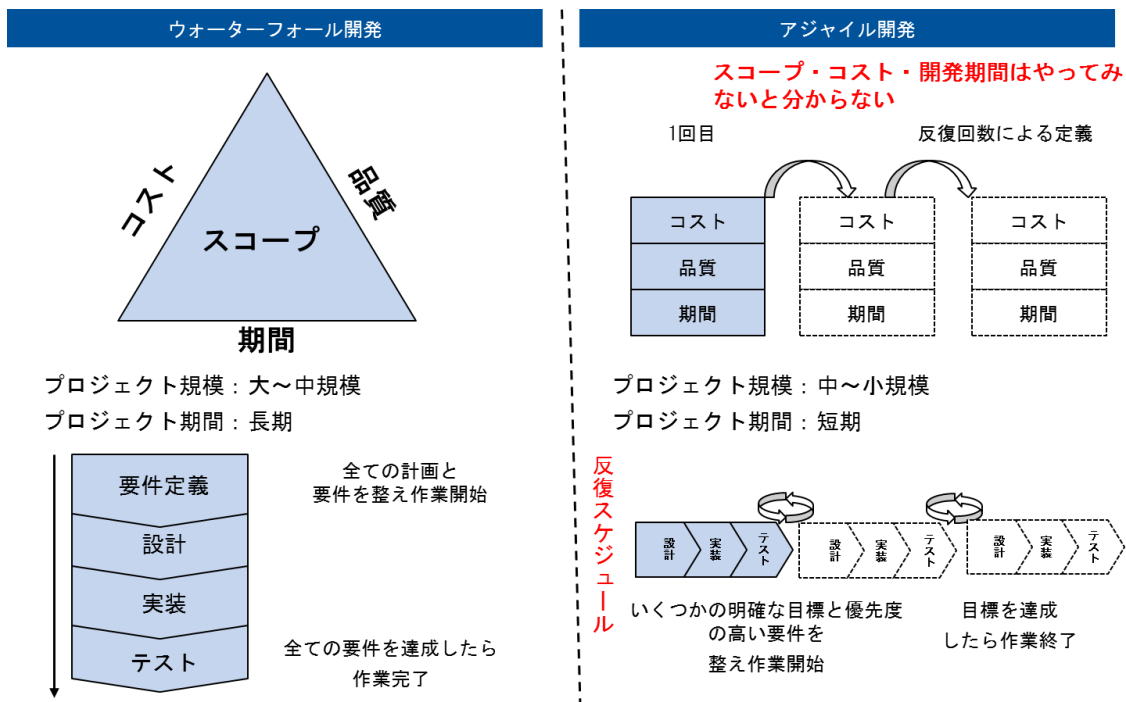 ウォーターフォール開発
コスト
品質
スコープ
期間
プロジェクト規模：大～中規模
プロジェクト期間：長期
要件定義
設計
実装
テスト
全ての計画と
要件を整え作業開始
全ての要件を達成したら
作業完了
アジャイル開発
スコープ・コスト・開発期間はやってみ
ないと分からない
1回目
反復回数による定義
コスト
品質
期間
コスト
品質
期間
コスト
品質
期間
プロジェクト規模：中～小規模
プロジェクト期間：短期
反復スケジュール
設計
実装
テスト
設計
実装
テスト
設計
実装
テスト
いくつかの明確な目標と優先度
の高い要件を
整え作業開始
目標を達成
したら作業終了